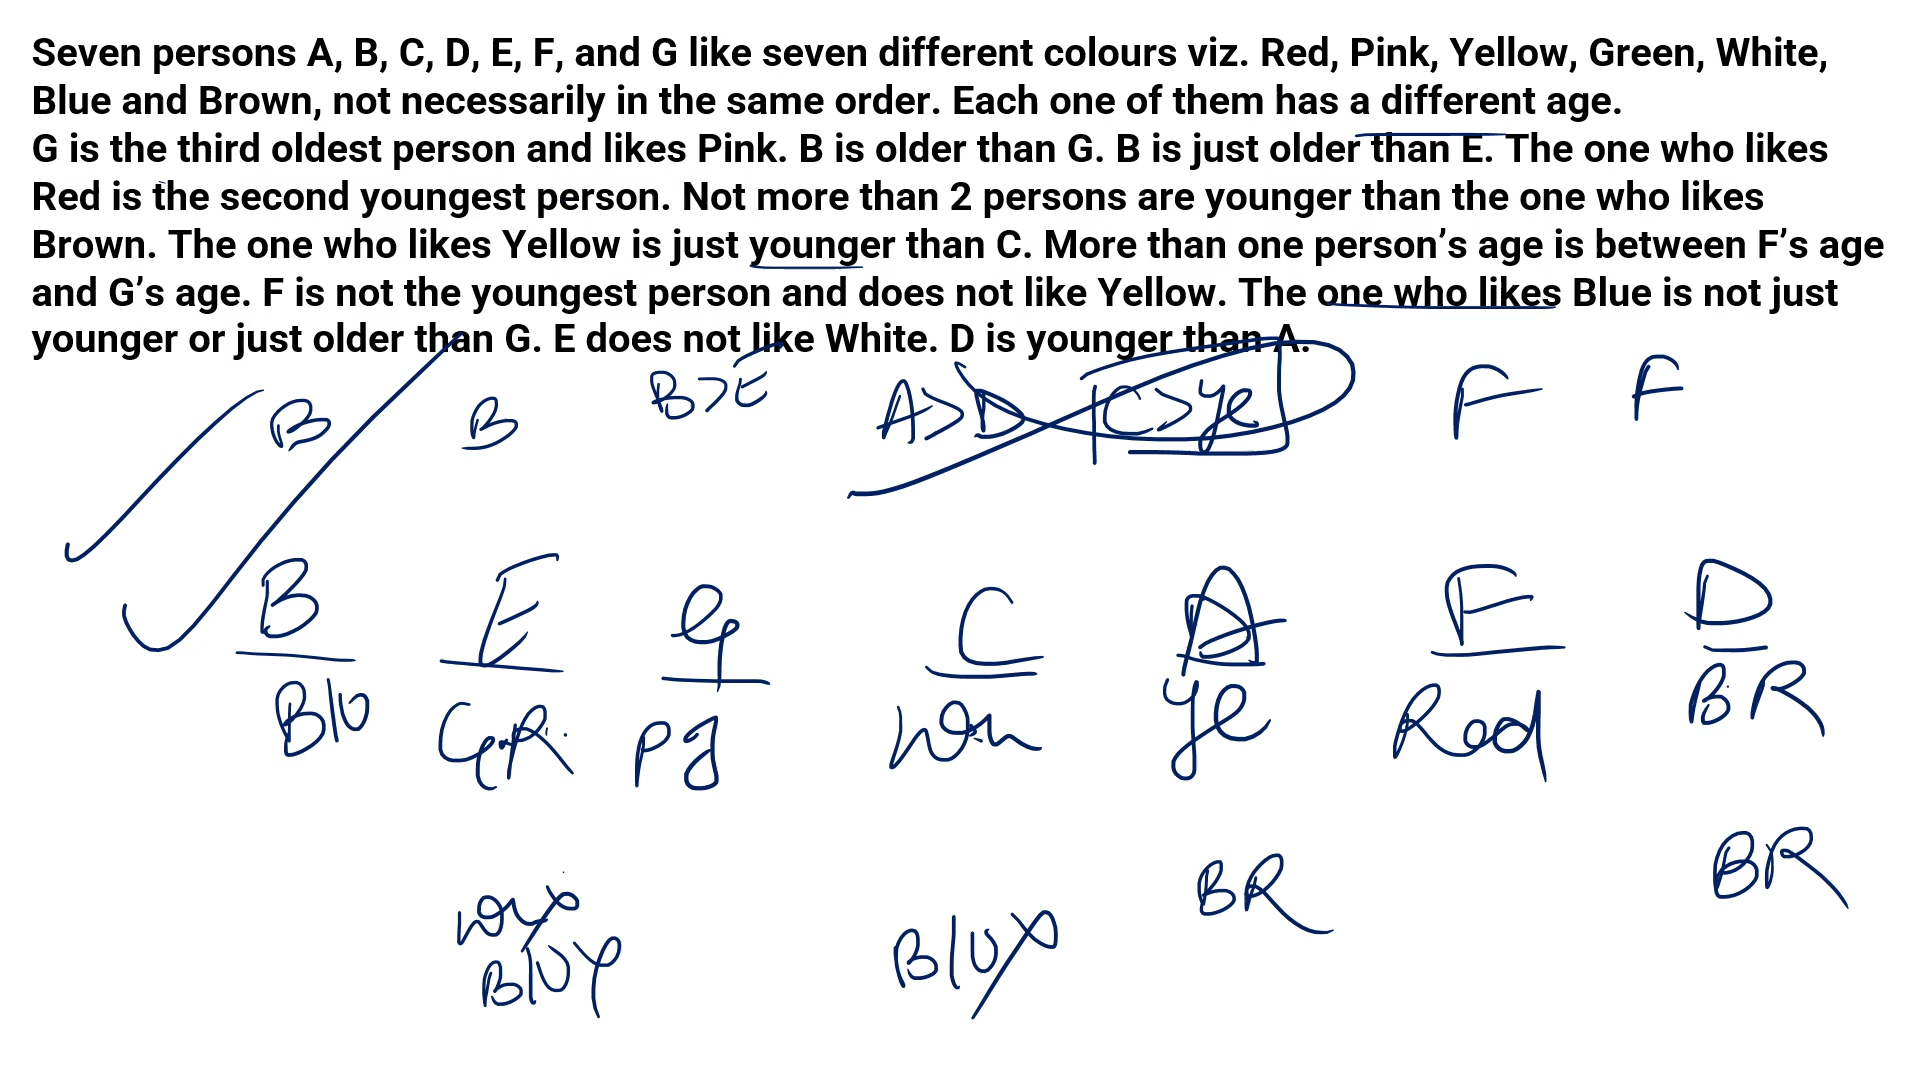 Seven persons A, B, C, D, E, F, and G like seven different colours viz. Red, Pink, Yellow, Green, White,
Blue and Brown, not necessarily in the same order. Each one of them has a different age.
G is the third oldest person and likes Pink. B is older than G. B is just older than E. The one who likes
Red is the second youngest person. Not more than 2 persons are younger than the one who likes
Brown. The one who likes Yellow is just younger than C. More than one person’s age is between F’s age
and G’s age. F is not the youngest person and does not like Yellow. The one who likes Blue is not just
younger or just older than G. E does not like White. D is younger than A.
B B B>E A>D C>Ye F F
B E G C A F D
Blu GR. Wh Ye Red BR
BR BR
Blu Blu